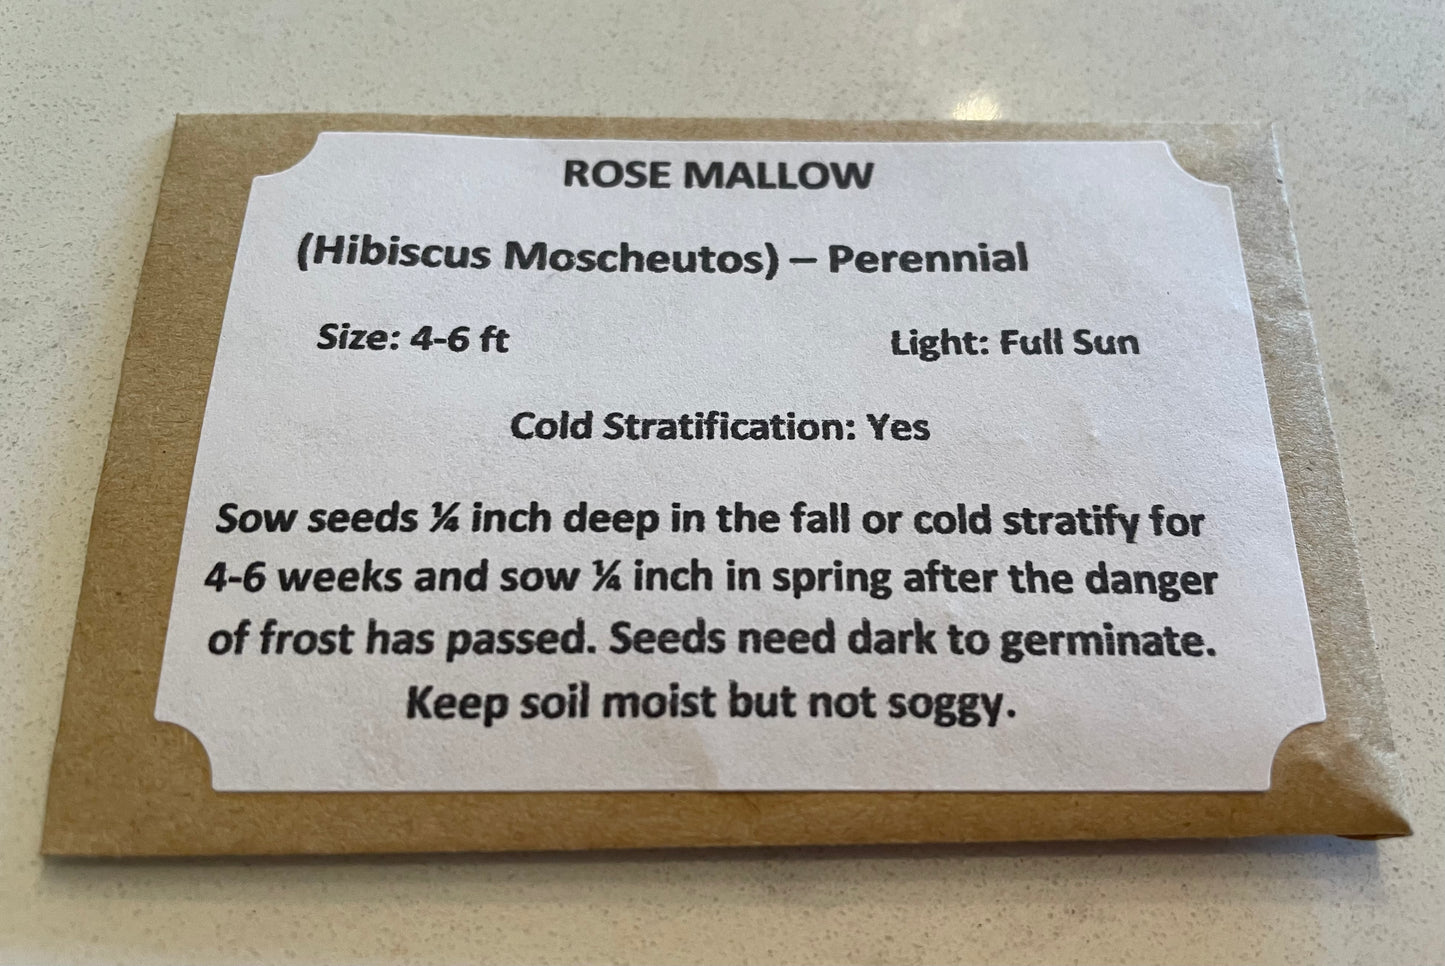 ROSE MALLOW
(Hibiscus Moscheutos) – Perennial
Size: 4-6 ft Light: Full Sun
Cold Stratification: Yes
Sow seeds ¼ inch deep in the fall or cold stratify for
4-6 weeks and sow ¼ inch in spring after the danger
of frost has passed. Seeds need dark to germinate.
Keep soil moist but not soggy.